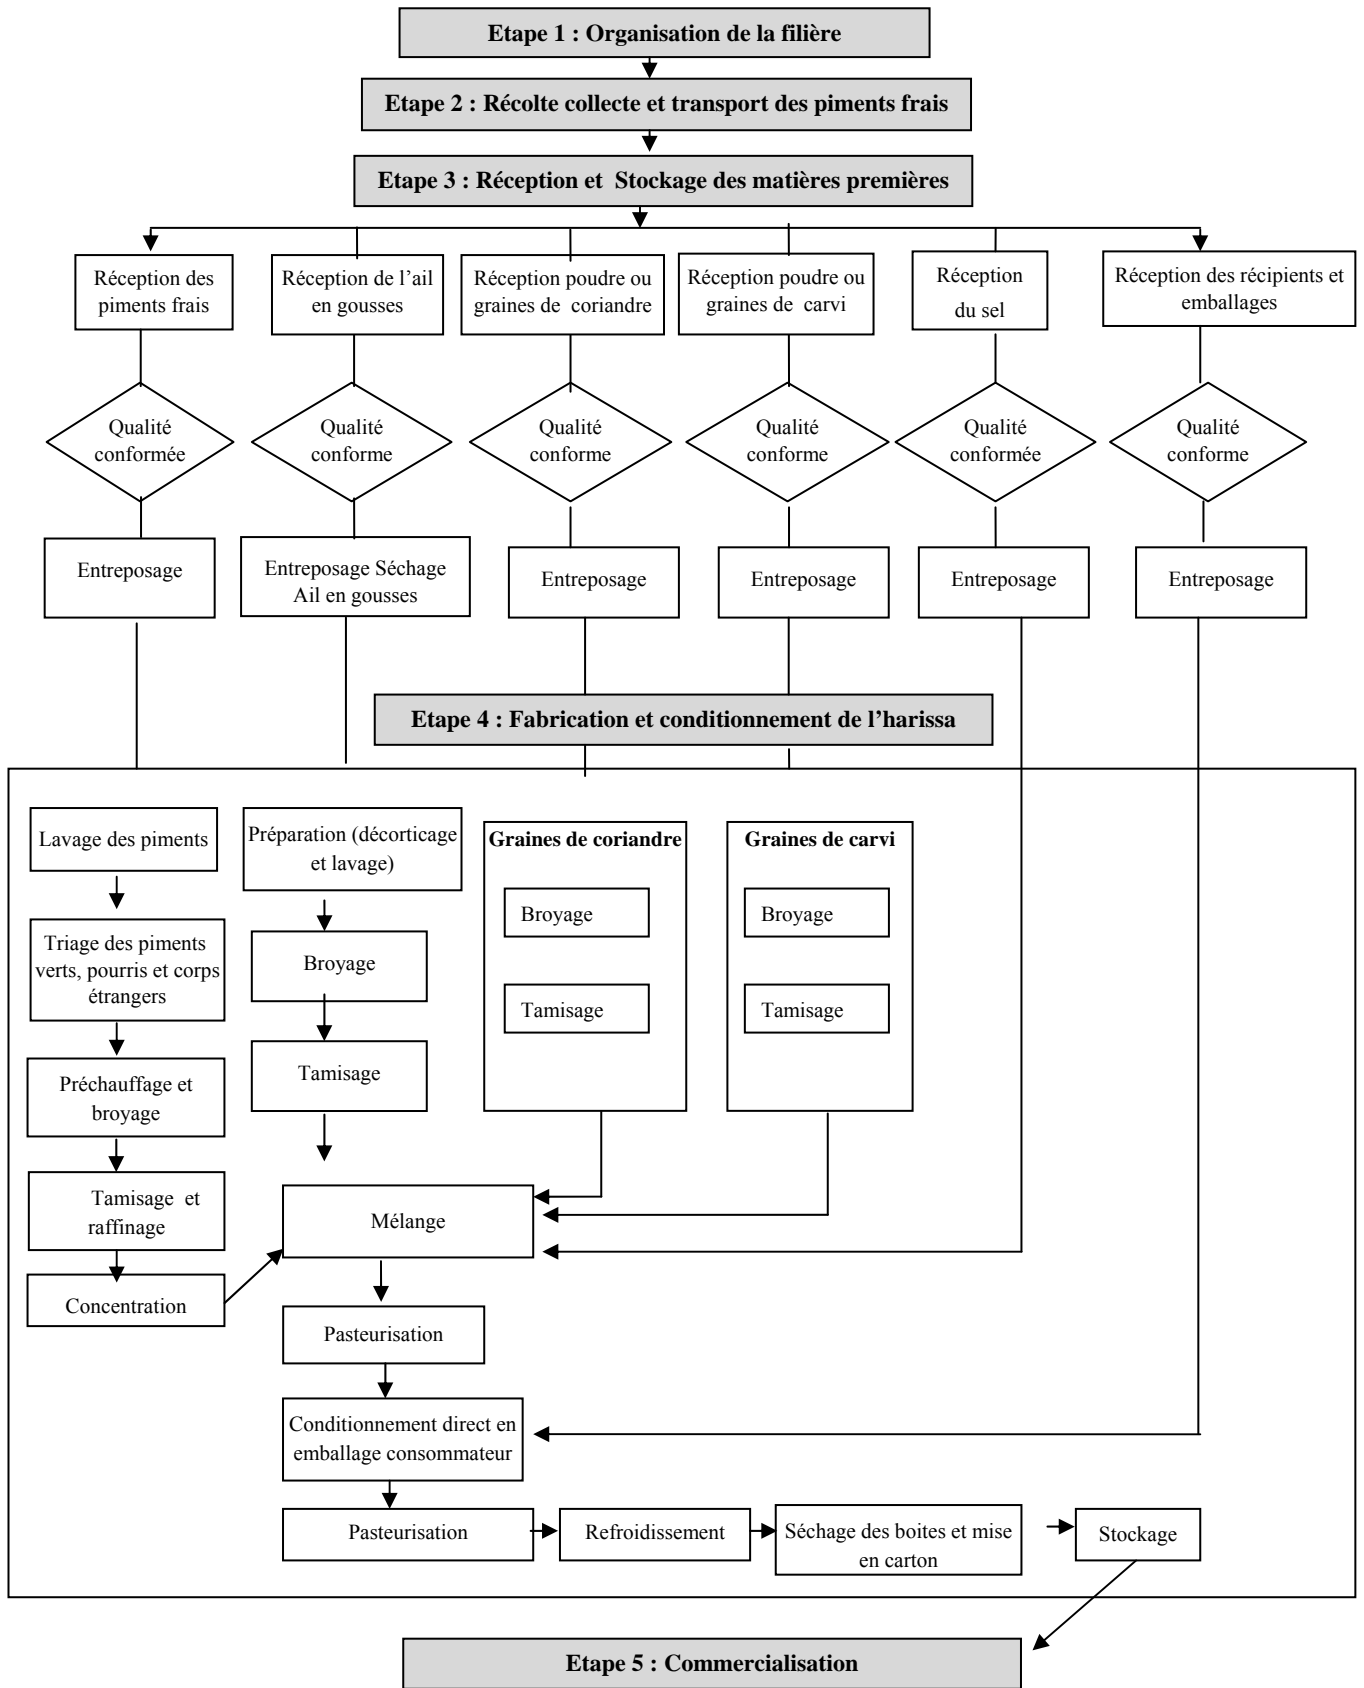 Etape 1 : Organisation de la filière
Etape 2 : Récolte collecte et transport des piments frais
Etape 3 : Réception et Stockage des matières premières
Réception des
piments frais
Réception de l'ail
en gousses
Réception poudre ou
graines de coriandre
Réception poudre ou
graines de carvi
Réception
du sel
Réception des récipients et
emballages
Qualité
conformée
Qualité
conforme
Qualité
conforme
Qualité
conforme
Qualité
conformée
Qualité
conforme
Entreposage
Entreposage Séchage
Ail en gousses
Entreposage
Entreposage
Entreposage
Entreposage
Etape 4 : Fabrication et conditionnement de l'harissa
Lavage des piments
Triage des piments
verts, pourris et corps
étrangers
Préchauffage et
broyage
Tamisage et
raffinage
Concentration
Préparation (décorticage
et lavage)
Broyage
Tamisage
Graines de coriandre
Broyage
Tamisage
Graines de carvi
Broyage
Tamisage
Mélange
Pasteurisation
Conditionnement direct en
emballage consommateur
Pasteurisation
Refroidissement
Séchage des boites et mise
en carton
Stockage
Etape 5 : Commercialisation